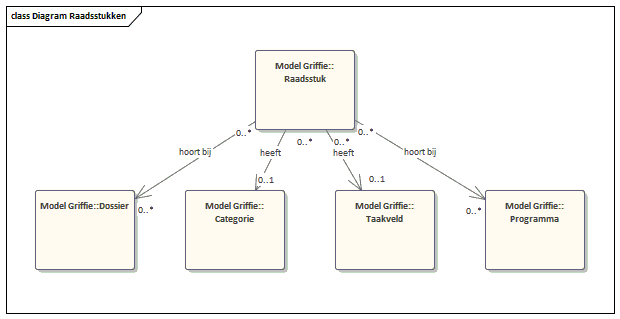 class Diagram Raadsstukken
Model Griffie::
Raadsstuk
0..*
0..*
0..*
0..*
hoort bij
heeft
heeft
hoort bij
0..*
0..1
0..1
0..*
Model Griffie::Dossier
Model Griffie::
Categorie
Model Griffie::
Taakveld
Model Griffie::
Programma